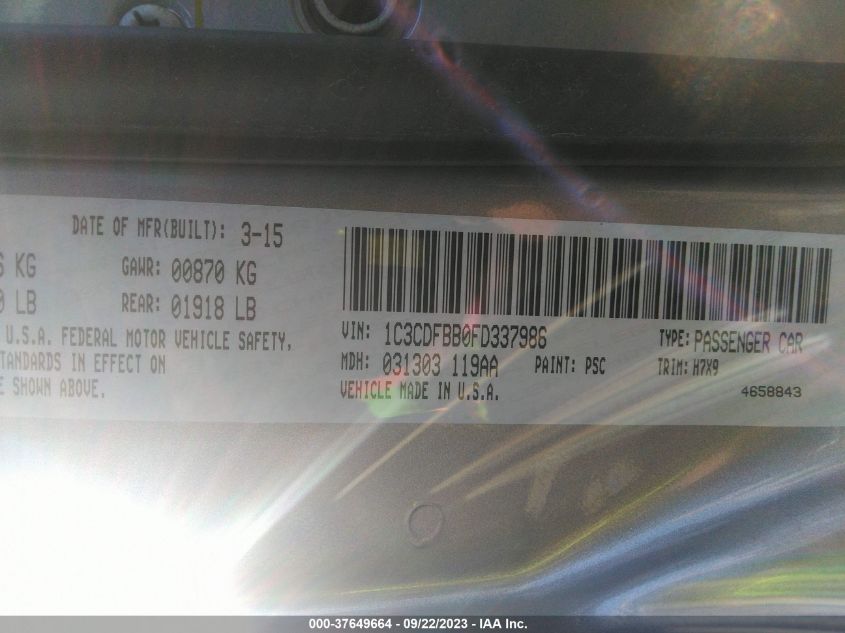 DATE OF MFR(BUILT): 3-15
KG GAWR: 00870 KG
LB REAR: 01918 LB
U.S.A. FEDERAL MOTOR VEHICLE SAFETY,
STANDARDS IN EFFECT ON
SHOWN ABOVE.
VIN: 1C3CDFBB0FD337986 TYPE: PASSENGER CAR
MDH: 031303 119AA PAINT: PSC TRIM: H7X9
VEHICLE MADE IN U.S.A. 4658843
000-37649664 - 09/22/2023 - IAA Inc.